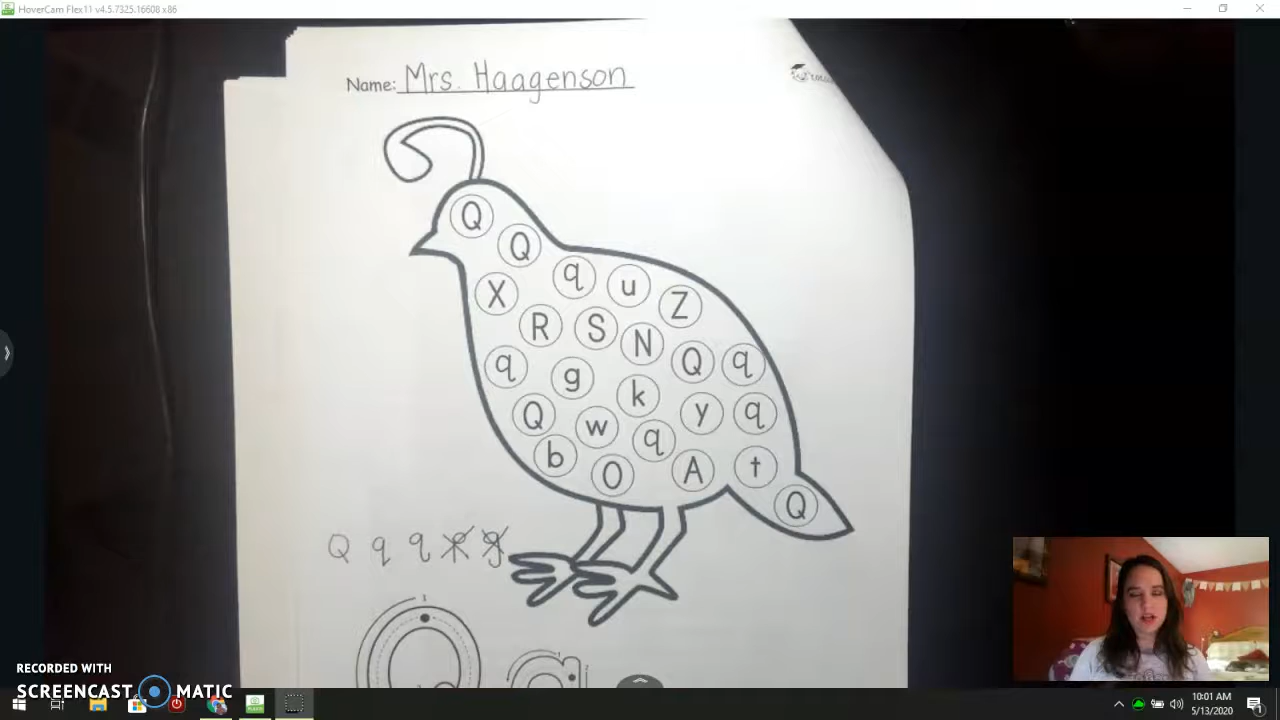 HoverCam Flex11 v4.5.7325.16608 x86
Name: Mrs. Haagenson
Q
Q
q u
X Z
R S N
Q q
q g k
Q w y q
b q
O A t
Q
Q q q p g
RECORDED WITH
SCREENCAST MATIC
10:01 AM
5/13/2020